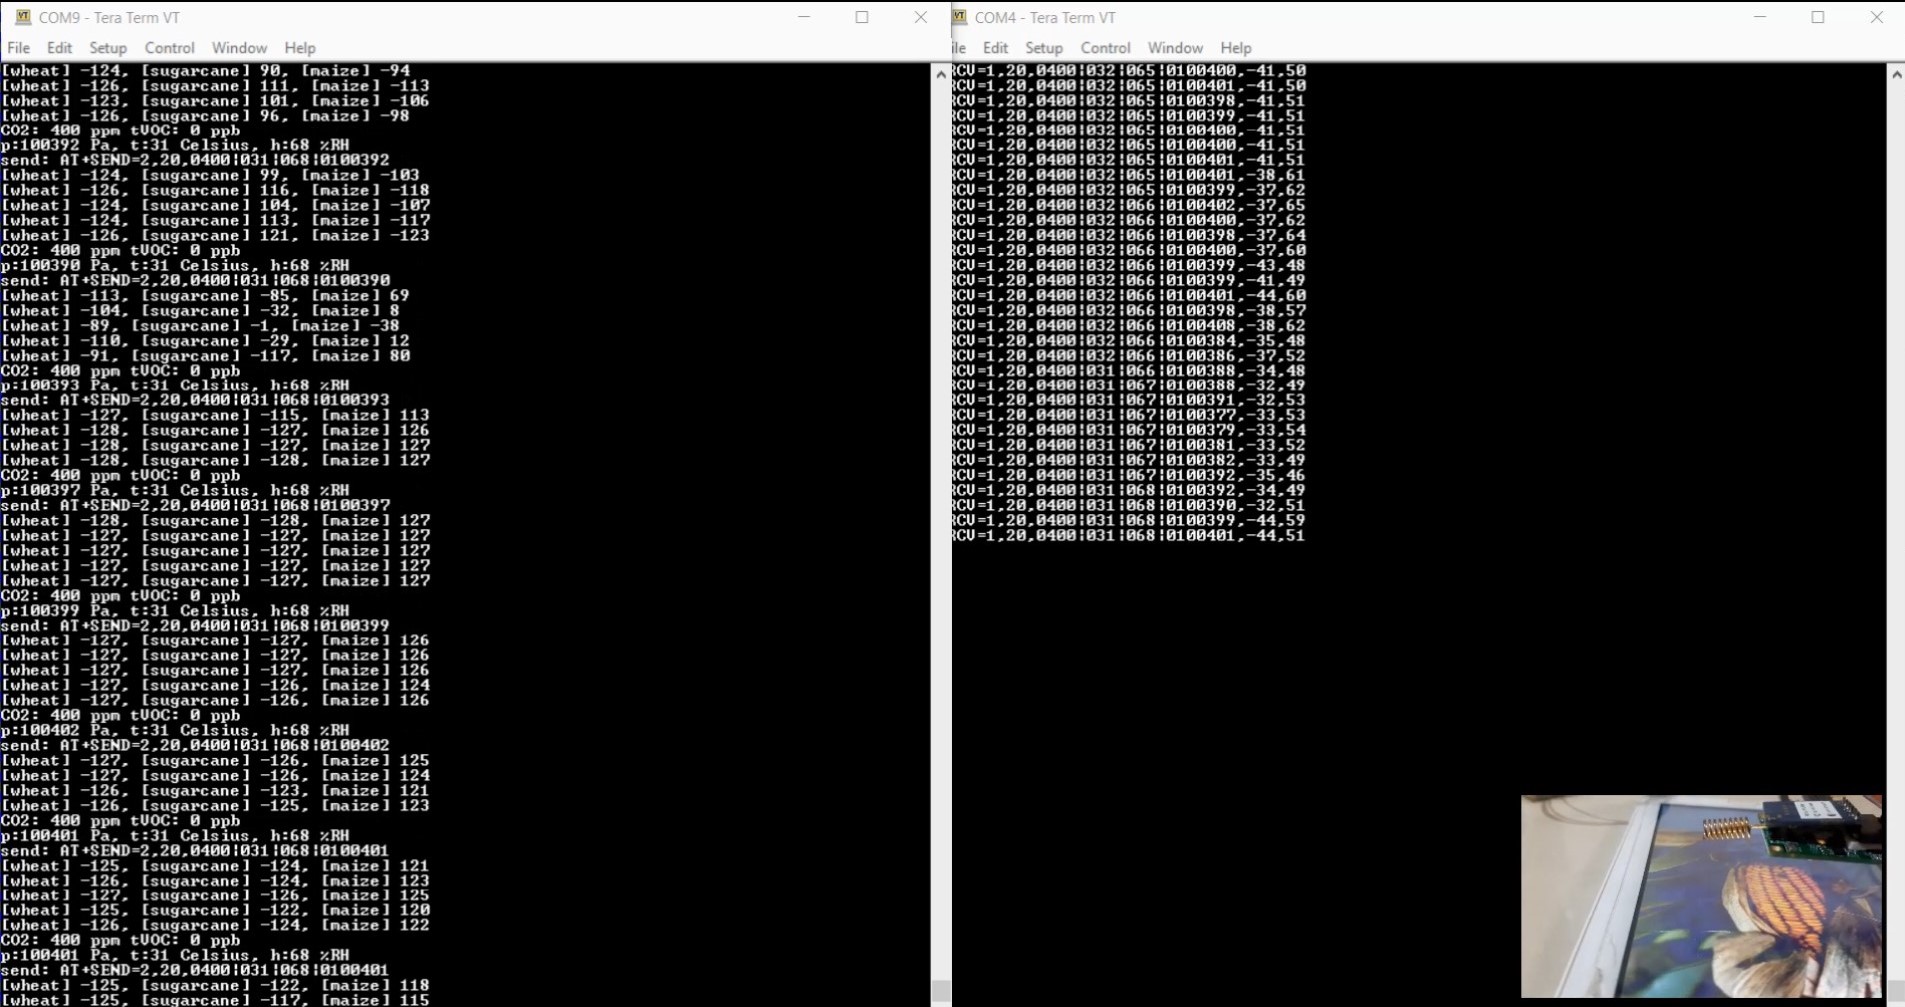 COM9 - Tera Term VT
File Edit Setup Control Window Help
[wheat] -124, [sugarcane] 90, [maize] -94
[wheat] -126, [sugarcane] 111, [maize] -113
[wheat] -123, [sugarcane] 101, [maize] -106
[wheat] -126, [sugarcane] 96, [maize] -98
CO2: 400 ppm tVOC: 0 ppb
p:100392 Pa, t:31 Celsius, h:68 %RH
send: AT+SEND=2,20,0400|031|068|0100392
[wheat] -124, [sugarcane] 99, [maize] -103
[wheat] -126, [sugarcane] 116, [maize] -118
[wheat] -124, [sugarcane] 104, [maize] -107
[wheat] -124, [sugarcane] 113, [maize] -117
[wheat] -126, [sugarcane] 121, [maize] -123
CO2: 400 ppm tVOC: 0 ppb
p:100390 Pa, t:31 Celsius, h:68 %RH
send: AT+SEND=2,20,0400|031|068|0100390
[wheat] -113, [sugarcane] -85, [maize] 69
[wheat] -104, [sugarcane] -32, [maize] 8
[wheat] -89, [sugarcane] -1, [maize] -38
[wheat] -110, [sugarcane] -29, [maize] 12
[wheat] -91, [sugarcane] -117, [maize] 80
CO2: 400 ppm tVOC: 0 ppb
p:100393 Pa, t:31 Celsius, h:68 %RH
send: AT+SEND=2,20,0400|031|068|0100393
[wheat] -127, [sugarcane] -115, [maize] 113
[wheat] -128, [sugarcane] -127, [maize] 126
[wheat] -128, [sugarcane] -127, [maize] 127
[wheat] -128, [sugarcane] -128, [maize] 127
CO2: 400 ppm tVOC: 0 ppb
p:100397 Pa, t:31 Celsius, h:68 %RH
send: AT+SEND=2,20,0400|031|068|0100397
[wheat] -128, [sugarcane] -128, [maize] 127
[wheat] -127, [sugarcane] -127, [maize] 127
[wheat] -127, [sugarcane] -127, [maize] 127
[wheat] -127, [sugarcane] -127, [maize] 127
[wheat] -127, [sugarcane] -127, [maize] 127
CO2: 400 ppm tVOC: 0 ppb
p:100399 Pa, t:31 Celsius, h:68 %RH
send: AT+SEND=2,20,0400|031|068|0100399
[wheat] -127, [sugarcane] -127, [maize] 126
[wheat] -127, [sugarcane] -127, [maize] 126
[wheat] -127, [sugarcane] -127, [maize] 126
[wheat] -127, [sugarcane] -126, [maize] 124
[wheat] -127, [sugarcane] -126, [maize] 126
CO2: 400 ppm tVOC: 0 ppb
p:100402 Pa, t:31 Celsius, h:68 %RH
send: AT+SEND=2,20,0400|031|068|0100402
[wheat] -127, [sugarcane] -126, [maize] 125
[wheat] -127, [sugarcane] -126, [maize] 124
[wheat] -126, [sugarcane] -123, [maize] 121
[wheat] -126, [sugarcane] -125, [maize] 123
CO2: 400 ppm tVOC: 0 ppb
p:100401 Pa, t:31 Celsius, h:68 %RH
send: AT+SEND=2,20,0400|031|068|0100401
[wheat] -125, [sugarcane] -124, [maize] 121
[wheat] -126, [sugarcane] -124, [maize] 123
[wheat] -127, [sugarcane] -126, [maize] 125
[wheat] -125, [sugarcane] -122, [maize] 120
[wheat] -126, [sugarcane] -124, [maize] 122
CO2: 400 ppm tVOC: 0 ppb
p:100401 Pa, t:31 Celsius, h:68 %RH
send: AT+SEND=2,20,0400|031|068|0100401
[wheat] -125, [sugarcane] -122, [maize] 118
[wheat] -125, [sugarcane] -117, [maize] 115
COM4 - Tera Term VT
ile Edit Setup Control Window Help
RCV=1,20,0400|032|065|0100400,-41,50
RCV=1,20,0400|032|065|0100401,-41,50
RCV=1,20,0400|032|065|0100398,-41,51
RCV=1,20,0400|032|065|0100399,-41,51
RCV=1,20,0400|032|065|0100400,-41,51
RCV=1,20,0400|032|065|0100400,-41,51
RCV=1,20,0400|032|065|0100401,-41,51
RCV=1,20,0400|032|065|0100401,-38,61
RCV=1,20,0400|032|065|0100399,-37,62
RCV=1,20,0400|032|066|0100402,-37,65
RCV=1,20,0400|032|066|0100400,-37,62
RCV=1,20,0400|032|066|0100398,-37,64
RCV=1,20,0400|032|066|0100400,-37,60
RCV=1,20,0400|032|066|0100399,-43,48
RCV=1,20,0400|032|066|0100399,-41,49
RCV=1,20,0400|032|066|0100401,-44,60
RCV=1,20,0400|032|066|0100398,-38,57
RCV=1,20,0400|032|066|0100408,-38,62
RCV=1,20,0400|032|066|0100384,-35,48
RCV=1,20,0400|032|066|0100386,-37,52
RCV=1,20,0400|031|066|0100388,-34,48
RCV=1,20,0400|031|067|0100388,-32,49
RCV=1,20,0400|031|067|0100391,-32,53
RCV=1,20,0400|031|067|0100377,-33,53
RCV=1,20,0400|031|067|0100379,-33,54
RCV=1,20,0400|031|067|0100381,-33,52
RCV=1,20,0400|031|067|0100382,-33,49
RCV=1,20,0400|031|067|0100392,-35,46
RCV=1,20,0400|031|068|0100392,-34,49
RCV=1,20,0400|031|068|0100390,-32,51
RCV=1,20,0400|031|068|0100399,-44,59
RCV=1,20,0400|031|068|0100401,-44,51